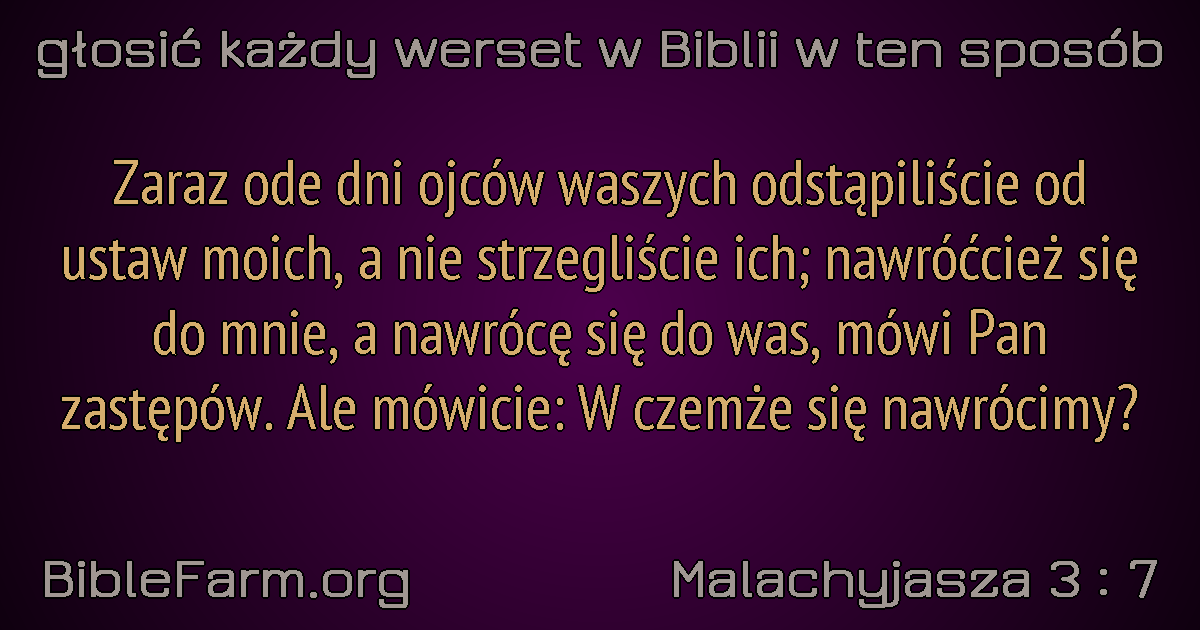 głosić każdy werset w Biblii w ten sposób
Zaraz ode dni ojców waszych odstąpiliście od
ustaw moich, a nie strzegliście ich; nawróćcież się
do mnie, a nawrócę się do was, mówi Pan
zastępów. Ale mówicie: W czemże się nawrócimy?
BibleFarm.org
Malachyjasza 3 : 7